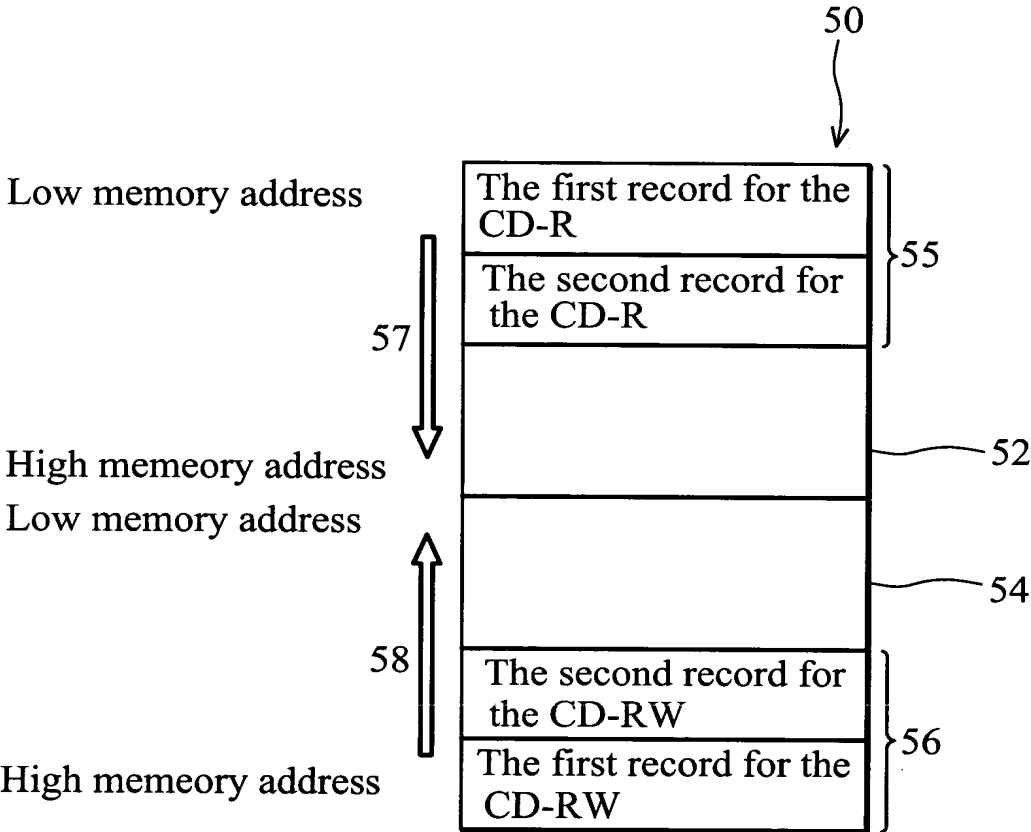 50
Low memory address
The first record for the
CD-R
55
The second record for
the CD-R
57
High memeory address
52
Low memory address
54
58
The second record for
the CD-RW
56
High memeory address
The first record for the
CD-RW